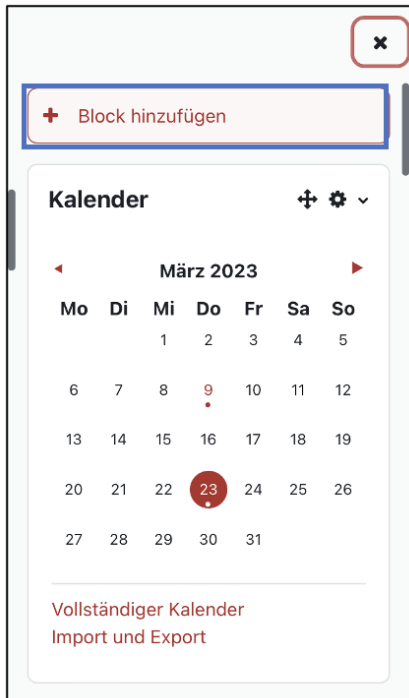 Block hinzufügen
Kalender
März 2023
Mo Di Mi Do Fr Sa So
1 2 3 4 5
6 7 8 9 10 11 12
13 14 15 16 17 18 19
20 21 22 23 24 25 26
27 28 29 30 31
Vollständiger Kalender
Import und Export